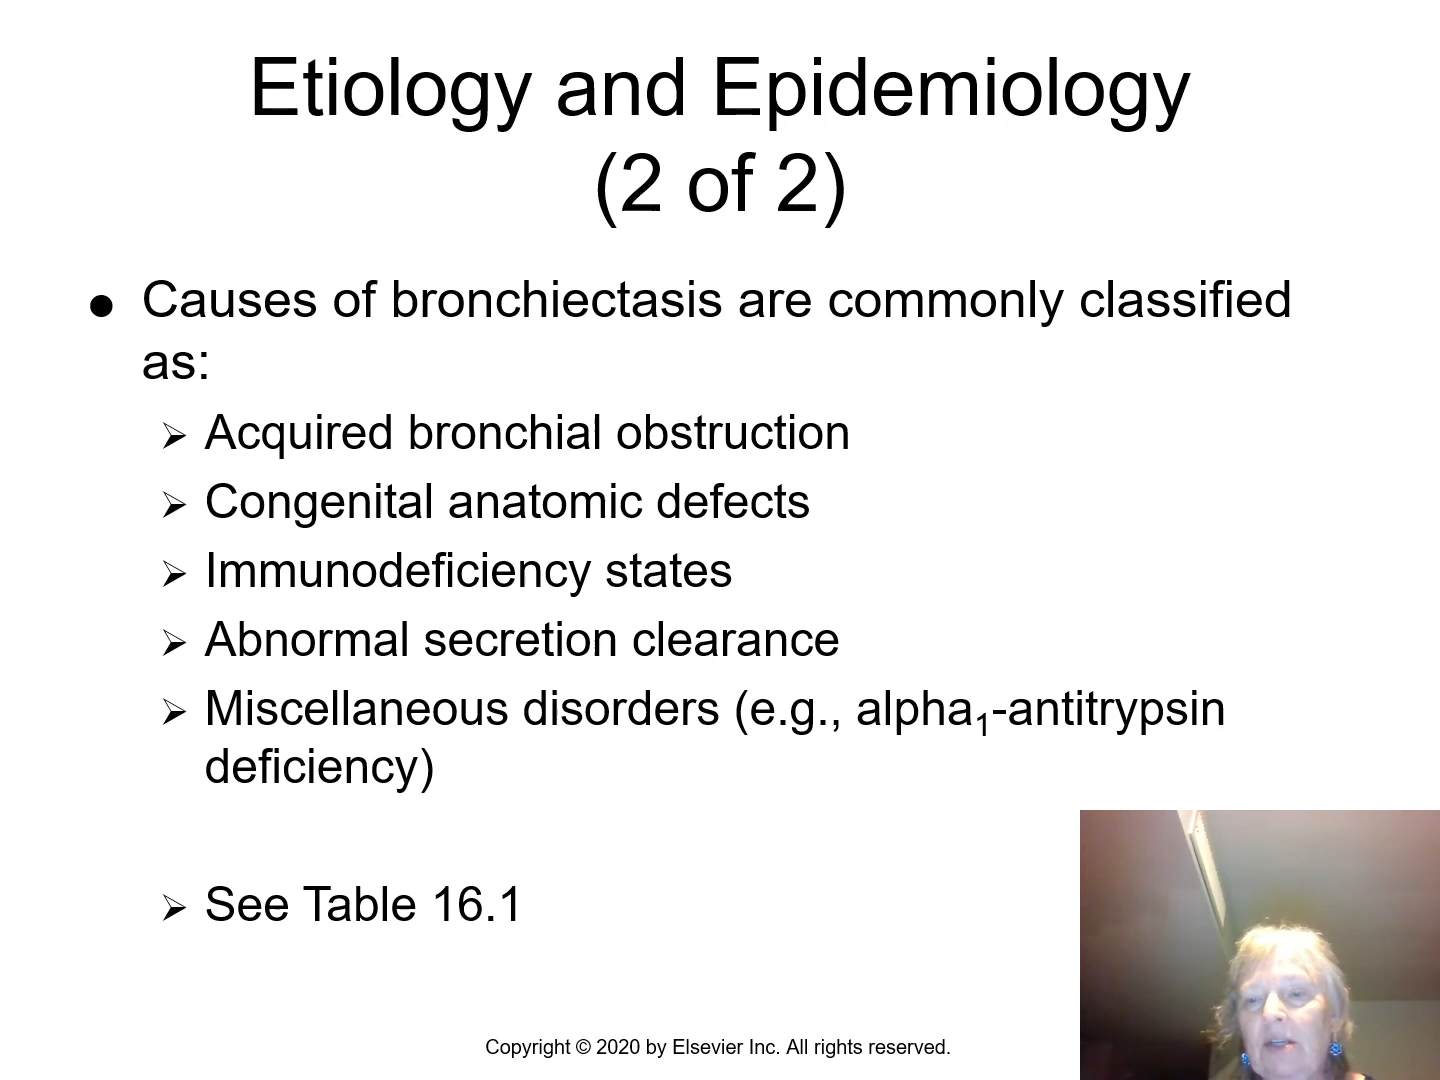 Etiology and Epidemiology
(2 of 2)
● Causes of bronchiectasis are commonly classified
as:
➢ Acquired bronchial obstruction
➢ Congenital anatomic defects
➢ Immunodeficiency states
➢ Abnormal secretion clearance
➢ Miscellaneous disorders (e.g., alpha₁-antitrypsin
deficiency)
➢ See Table 16.1
Copyright © 2020 by Elsevier Inc. All rights reserved.